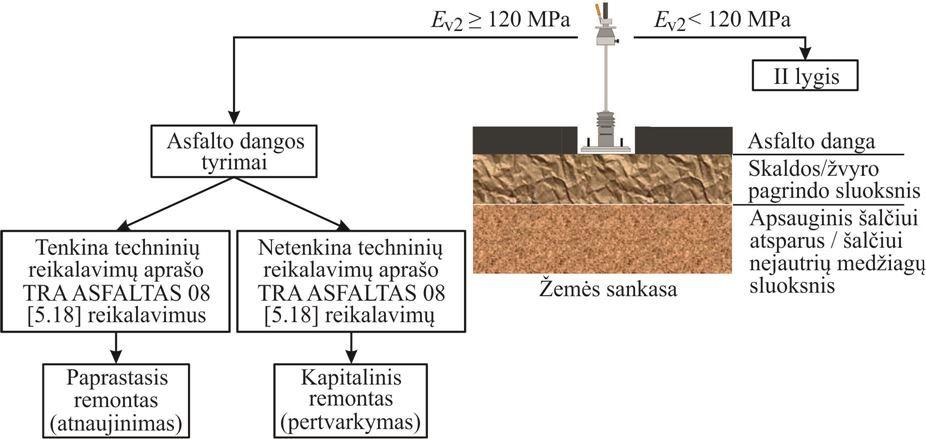 Ev2 ≥ 120 MPa
Ev2 < 120 MPa
II lygis
Asfalto dangos
tyrimai
Asfalto danga
Skaldos/žvyro
pagrindo sluoksnis
Apsauginis šalčiui
atsparus / šalčiui
nejautrių medžiagų
sluoksnis
Žemės sankasa
Tenkina techninių
reikalavimų aprašo
TRA ASFALTAS 08
[5.18] reikalavimus
Netenkina techninių
reikalavimų aprašo
TRA ASFALTAS 08
[5.18] reikalavimų
Paprastasis
remontas
(atnaujinimas)
Kapitalinis
remontas
(pertvarkymas)